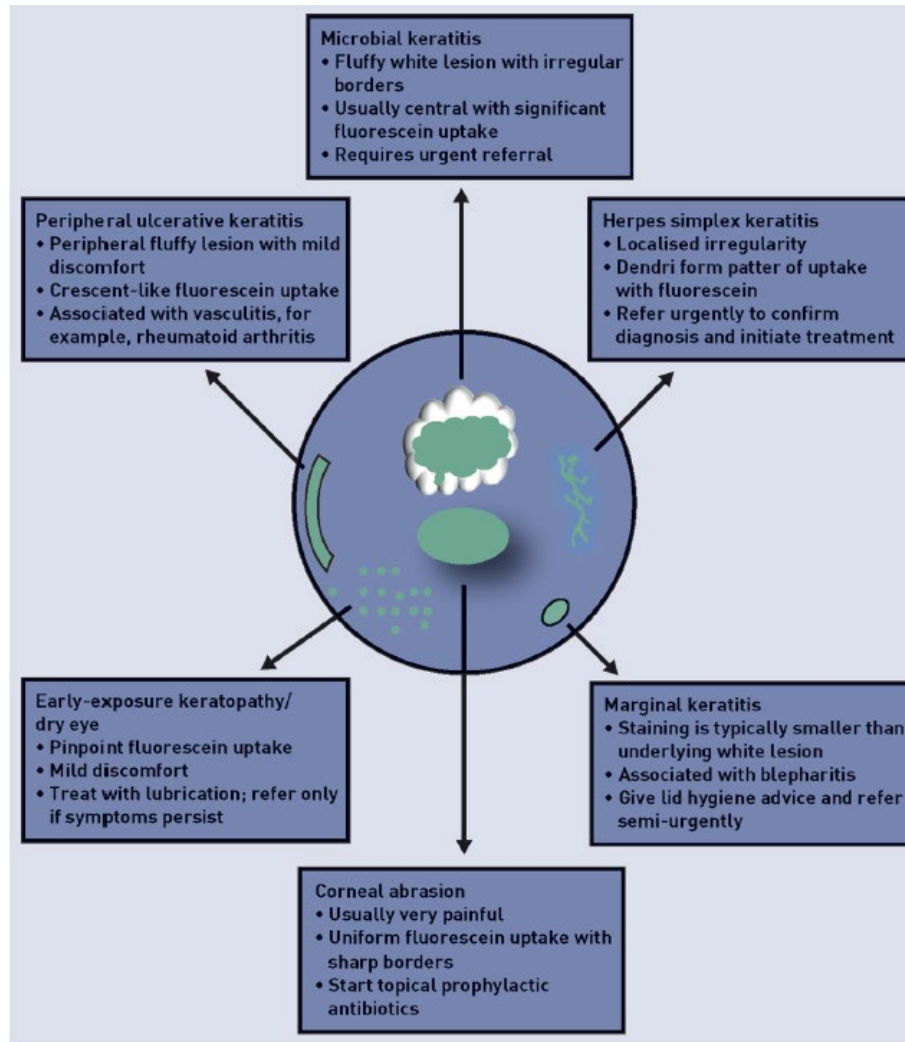 Microbial keratitis
• Fluffy white lesion with irregular
borders
• Usually central with significant
fluorescein uptake
• Requires urgent referral
Peripheral ulcerative keratitis
• Peripheral fluffy lesion with mild
discomfort
• Crescent-like fluorescein uptake
• Associated with vasculitis, for
example, rheumatoid arthritis
Herpes simplex keratitis
• Localised irregularity
• Dendri form patter of uptake
with fluorescein
• Refer urgently to confirm
diagnosis and initiate treatment
Early-exposure keratopathy/
dry eye
• Pinpoint fluorescein uptake
• Mild discomfort
• Treat with lubrication; refer only
if symptoms persist
Marginal keratitis
• Staining is typically smaller than
underlying white lesion
• Associated with blepharitis
• Give lid hygiene advice and refer
semi-urgently
Corneal abrasion
• Usually very painful
• Uniform fluorescein uptake with
sharp borders
• Start topical prophylactic
antibiotics